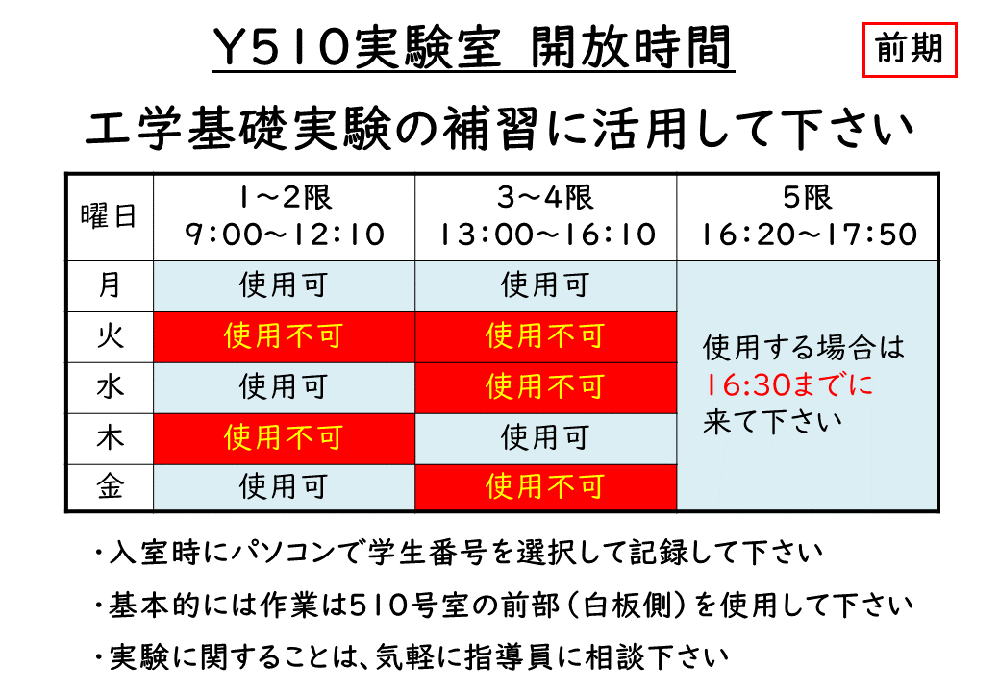 Y510実験室 開放時間
前期
工学基礎実験の補習に活用して下さい
曜日 1～2限 3～4限 5限
9:00～12:10 13:00～16:10 16:20～17:50
月 使用可 使用可
火 使用不可 使用不可
使用する場合は
16:30までに
来て下さい
水 使用可 使用不可
木 使用不可 使用可
金 使用可 使用不可
・入室時にパソコンで学生番号を選択して記録して下さい
・基本的には作業は510号室の前部(白板側)を使用して下さい
・実験に関することは、気軽に指導員に相談下さい